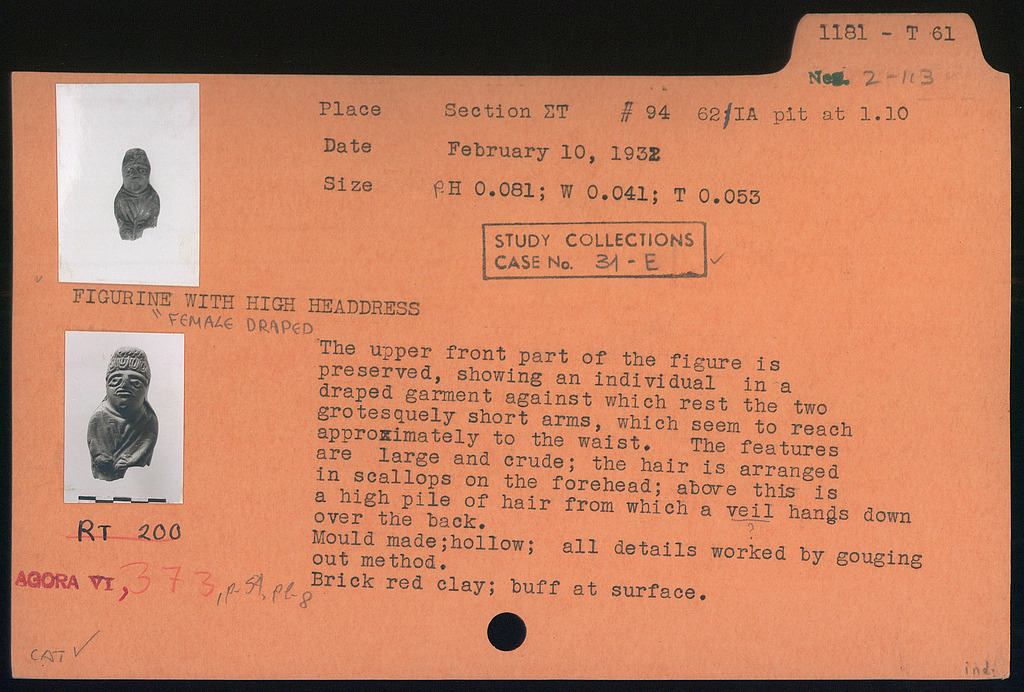 1181 - T 61
Neg. 2-113
Place Section ΣT # 94 62/IA pit at 1.10
Date February 10, 1932
Size PH 0.081; W 0.041; T 0.053
STUDY COLLECTIONS
CASE No. 31 - E ✓
FIGURINE WITH HIGH HEADDRESS
" FEMALE DRAPED
The upper front part of the figure is
preserved, showing an individual in a
draped garment against which rest the two
grotesquely short arms, which seem to reach
approximately to the waist. The features
are large and crude; the hair is arranged
in scallops on the forehead; above this is
a high pile of hair from which a veil hangs down
?
over the back.
Mould made;hollow; all details worked by gouging
out method.
Brick red clay; buff at surface.
RT 200
AGORA VI, 373, p. 51, pl. 8
CAT ✓
ind.